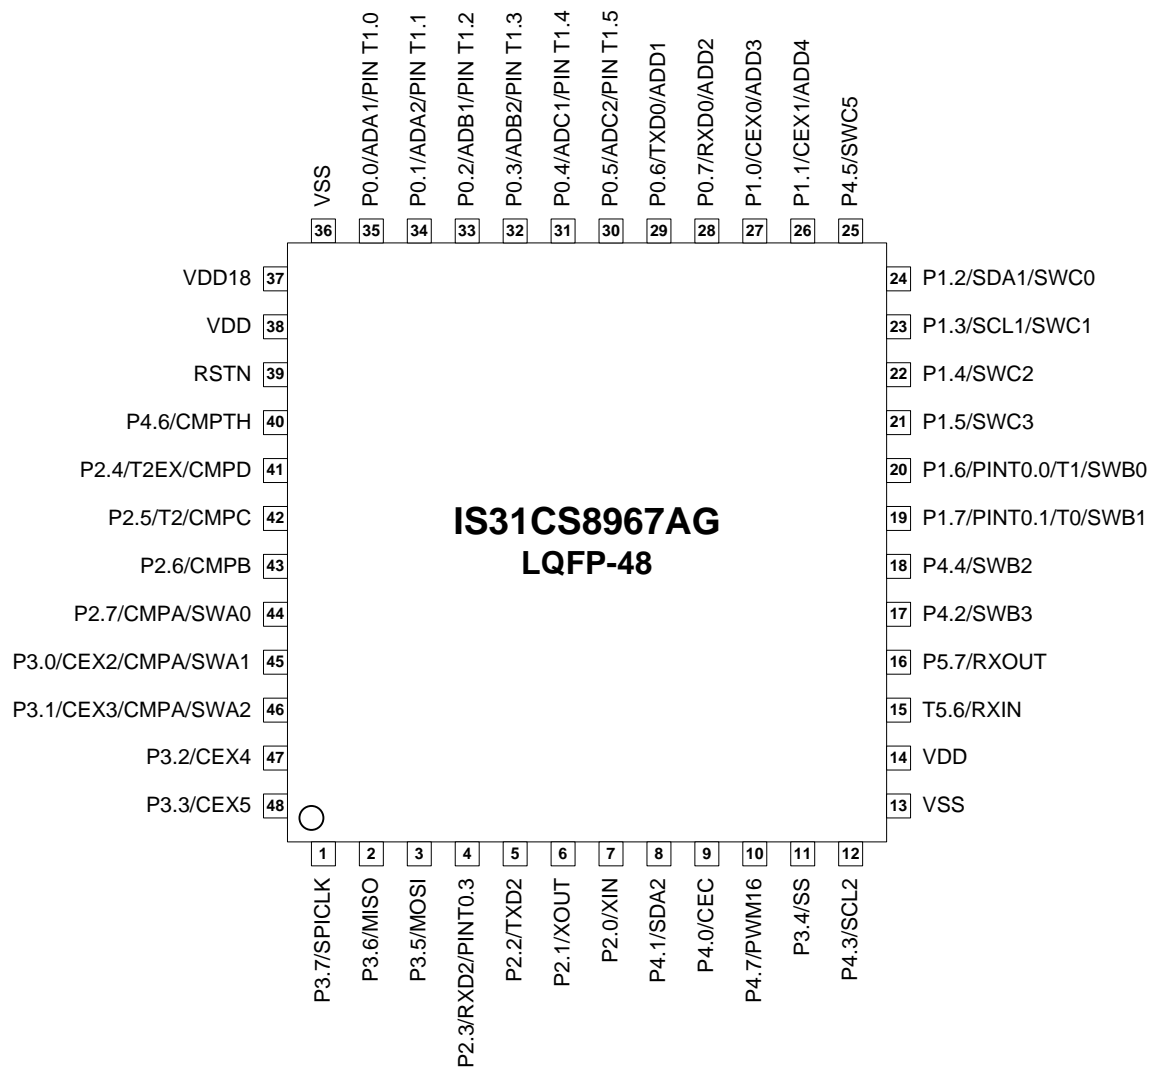 VSS
P0.0/ADA1/PIN T1.0
P0.1/ADA2/PIN T1.1
P0.2/ADB1/PIN T1.2
P0.3/ADB2/PIN T1.3
P0.4/ADC1/PIN T1.4
P0.5/ADC2/PIN T1.5
P0.6/TXD0/ADD1
P0.7/RXD0/ADD2
P1.0/CEX0/ADD3
P1.1/CEX1/ADD4
P4.5/SWC5
36 35 34 33 32 31 30 29 28 27 26 25
VDD18 37
VDD 38
RSTN 39
P4.6/CMPTH 40
P2.4/T2EX/CMPD 41
P2.5/T2/CMPC 42
P2.6/CMPB 43
P2.7/CMPA/SWA0 44
P3.0/CEX2/CMPA/SWA1 45
P3.1/CEX3/CMPA/SWA2 46
P3.2/CEX4 47
P3.3/CEX5 48
IS31CS8967AG
LQFP-48
24 P1.2/SDA1/SWC0
23 P1.3/SCL1/SWC1
22 P1.4/SWC2
21 P1.5/SWC3
20 P1.6/PINT0.0/T1/SWB0
19 P1.7/PINT0.1/T0/SWB1
18 P4.4/SWB2
17 P4.2/SWB3
16 P5.7/RXOUT
15 T5.6/RXIN
14 VDD
13 VSS
1 2 3 4 5 6 7 8 9 10 11 12
P3.7/SPICLK
P3.6/MISO
P3.5/MOSI
P2.3/RXD2/PINT0.3
P2.2/TXD2
P2.1/XOUT
P2.0/XIN
P4.1/SDA2
P4.0/CEC
P4.7/PWM16
P3.4/SS
P4.3/SCL2